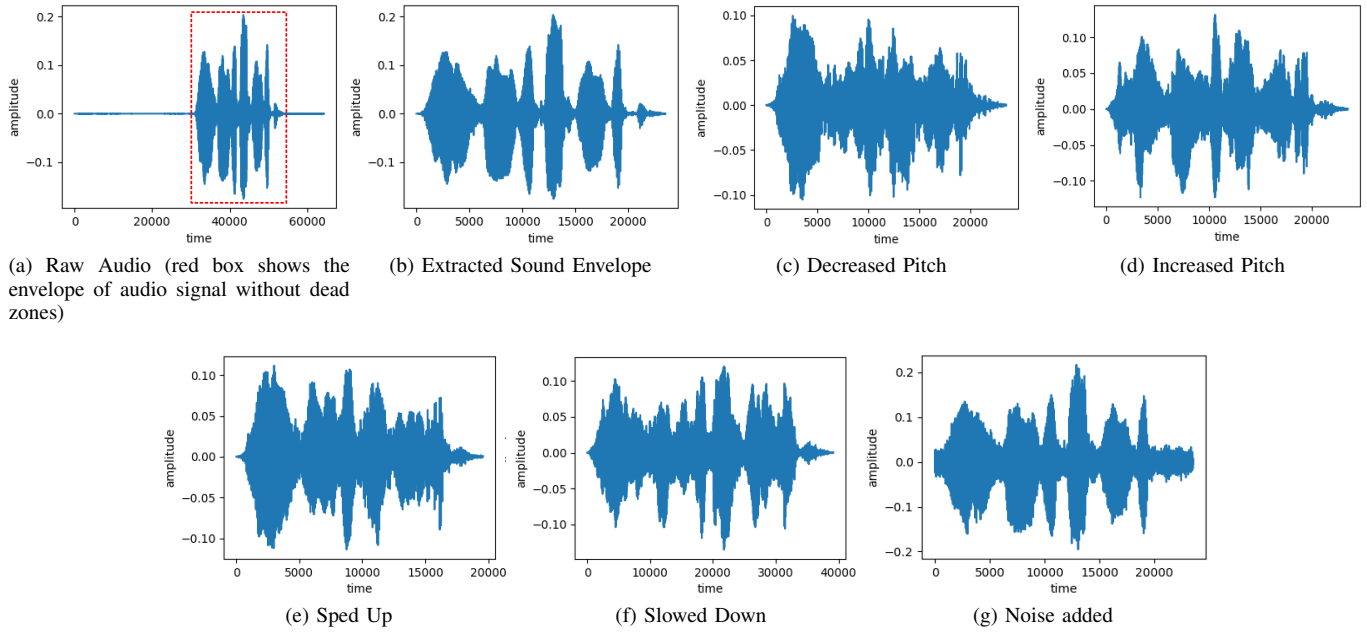 0.2
0.1
0.0
−0.1
amplitude
0
20000
40000
60000
time
(a) Raw Audio (red box shows the
envelope of audio signal without dead
zones)
0.2
0.1
0.0
−0.1
amplitude
0
5000
10000
15000
20000
time
(b) Extracted Sound Envelope
0.10
0.05
0.00
−0.05
−0.10
amplitude
0
5000
10000
15000
20000
time
(c) Decreased Pitch
0.10
0.05
0.00
−0.05
−0.10
amplitude
0
5000
10000
15000
20000
time
(d) Increased Pitch
0.10
0.05
0.00
−0.05
−0.10
amplitude
0
5000
10000
15000
20000
time
(e) Sped Up
0.10
0.05
0.00
−0.05
−0.10
amplitude
0
10000
20000
30000
40000
time
(f) Slowed Down
0.2
0.1
0.0
−0.1
−0.2
amplitude
0
5000
10000
15000
20000
time
(g) Noise added